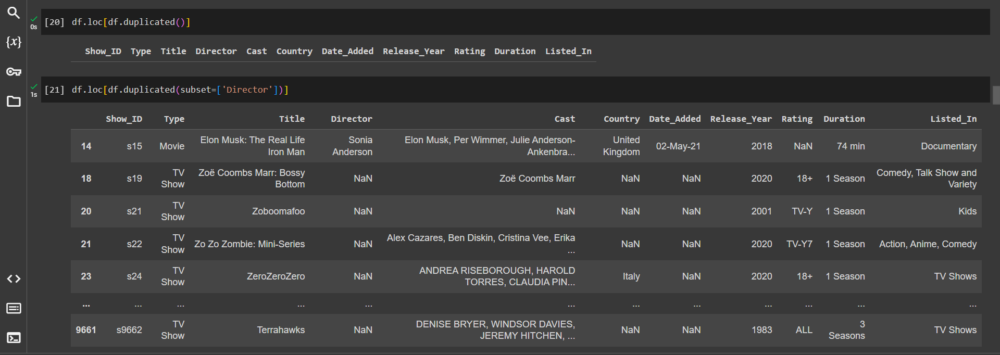 {x}
0s
[20] df.loc[df.duplicated()]
Show_ID Type Title Director Cast Country Date_Added Release_Year Rating Duration Listed_In
1s
[21] df.loc[df.duplicated(subset=['Director'])]
Show_ID Type Title Director Cast Country Date_Added Release_Year Rating Duration Listed_In
14 s15 Movie Elon Musk: The Real Life Iron Man Sonia Anderson Elon Musk, Per Wimmer, Julie Anderson-Ankenbra... United Kingdom 02-May-21 2018 NaN 74 min Documentary
18 s19 TV Show Zoë Coombs Marr: Bossy Bottom NaN Zoë Coombs Marr NaN NaN 2020 18+ 1 Season Comedy, Talk Show and Variety
20 s21 TV Show Zoboomafoo NaN NaN NaN NaN 2001 TV-Y 1 Season Kids
21 s22 TV Show Zo Zo Zombie: Mini-Series NaN Alex Cazares, Ben Diskin, Cristina Vee, Erika ... NaN NaN 2020 TV-Y7 1 Season Action, Anime, Comedy
23 s24 TV Show ZeroZeroZero NaN ANDREA RISEBOROUGH, HAROLD TORRES, CLAUDIA PIN... Italy NaN 2020 18+ 1 Season TV Shows
... ... ... ... ... ... ... ... ... ... ... ...
9661 s9662 TV Show Terrahawks NaN DENISE BRYER, WINDSOR DAVIES, JEREMY HITCHEN, ... NaN NaN 1983 ALL 3 Seasons TV Shows